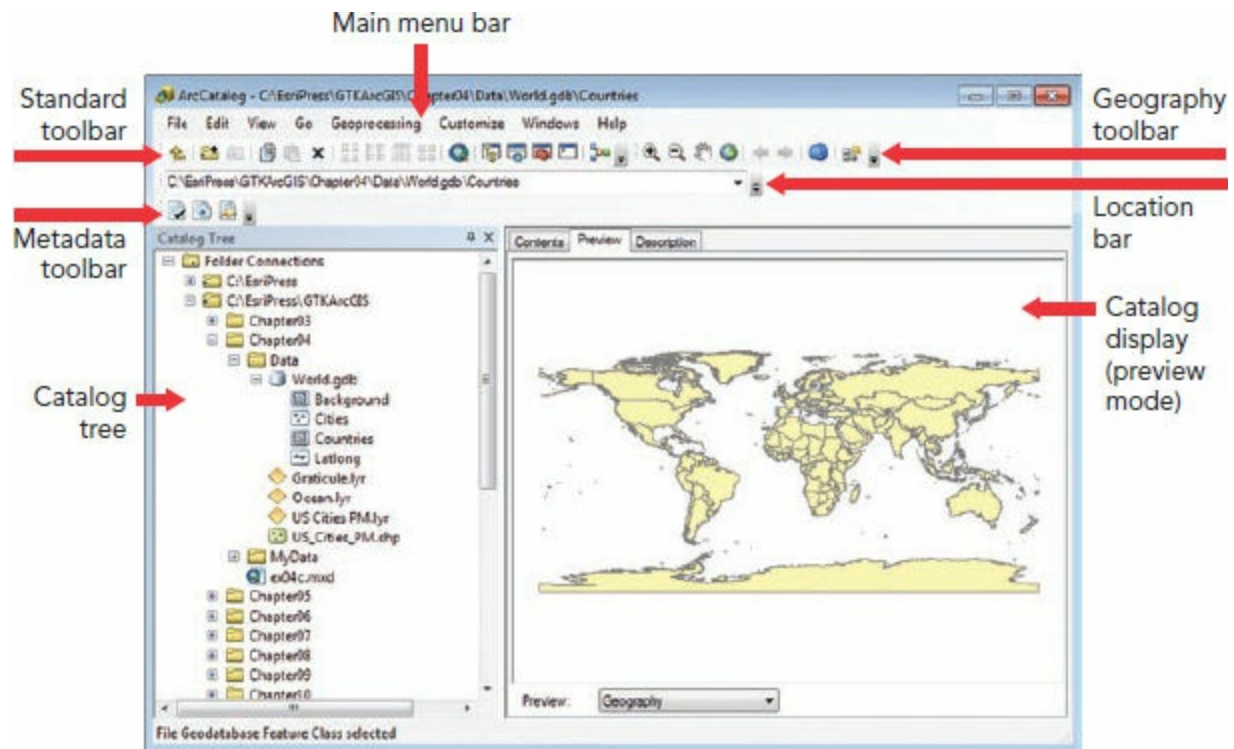 Main menu bar
Standard
toolbar
Geography
toolbar
ArcCatalog - C:\EsriPress\GTKArcGIS\Chapter04\Data\World.gdb\Countries
File Edit View Go Geoprocessing Customize Windows Help
C:\EsriPress\GTKArcGIS\Chapter04\Data\World.gdb\Countries
Location
bar
Metadata
toolbar
Catalog Tree
Contents Preview Description
Folder Connections
C:\EsriPress
C:\EsriPress\GTKArcGIS
Chapter03
Chapter04
Data
World.gdb
Background
Cities
Countries
Latlong
Graticule.lyr
Ocean.lyr
US Cities PM.lyr
US_Cities_PM.shp
MyData
ex04c.mxd
Chapter05
Chapter06
Chapter07
Chapter08
Chapter09
Chapter10
Catalog
tree
Catalog
display
(preview
mode)
Preview: Geography
File Geodatabase Feature Class selected